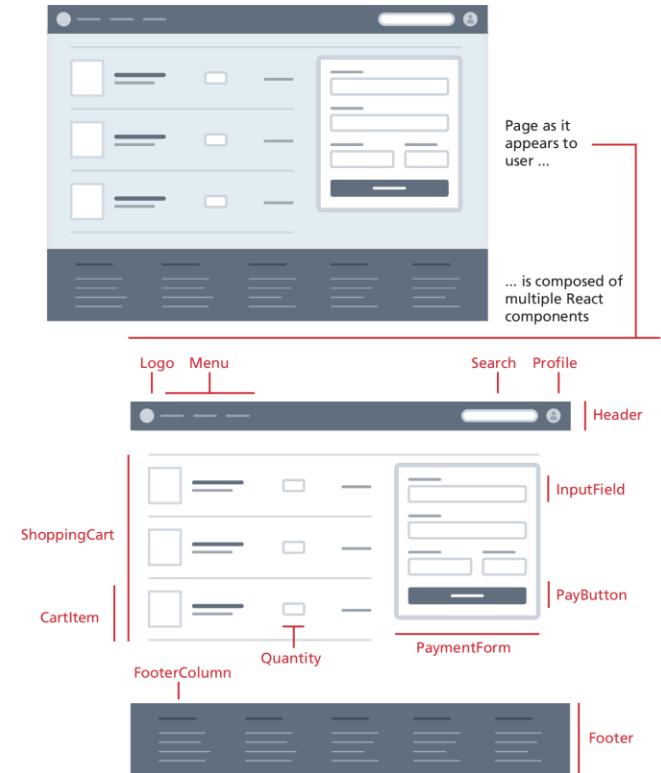 Page as it
appears to
user ...
... is composed of
multiple React
components
Logo
Menu
Search
Profile
Header
InputField
ShoppingCart
PayButton
CartItem
Quantity
PaymentForm
FooterColumn
Footer